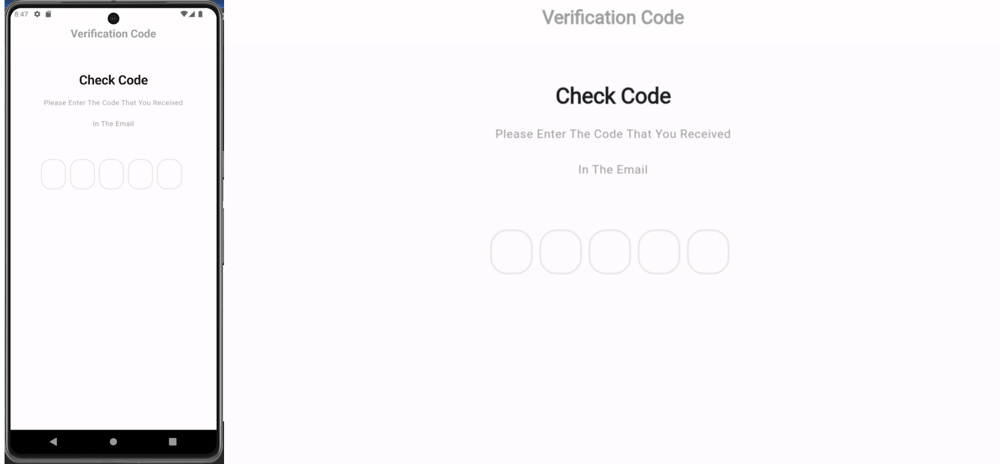 8:47
Verification Code
Check Code
Please Enter The Code That You Received
In The Email
Verification Code
Check Code
Please Enter The Code That You Received
In The Email